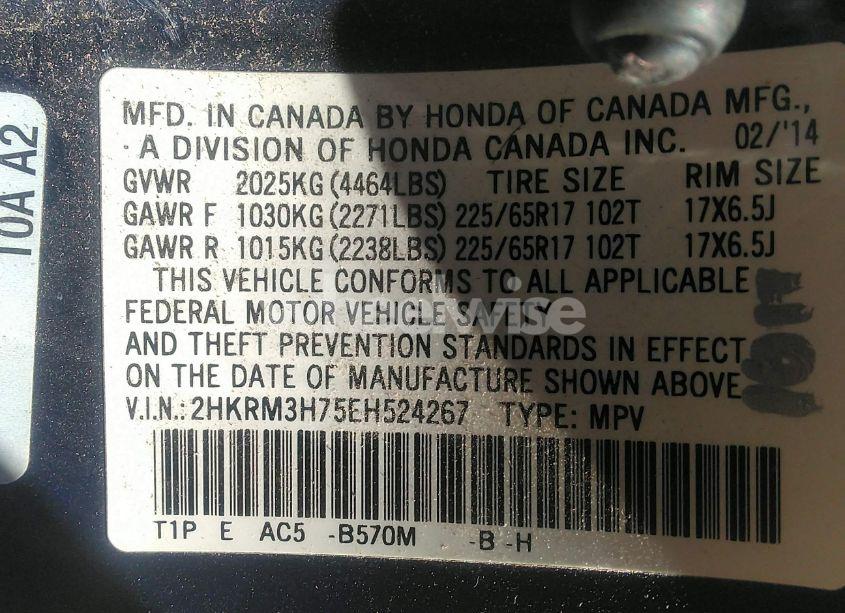 MFD. IN CANADA BY HONDA OF CANADA MFG.,
A DIVISION OF HONDA CANADA INC. 02/'14
GVWR 2025KG (4464LBS) TIRE SIZE RIM SIZE
GAWR F 1030KG (2271LBS) 225/65R17 102T 17X6.5J
GAWR R 1015KG (2238LBS) 225/65R17 102T 17X6.5J
THIS VEHICLE CONFORMS TO ALL APPLICABLE
FEDERAL MOTOR VEHICLE SAFETY
AND THEFT PREVENTION STANDARDS IN EFFECT
ON THE DATE OF MANUFACTURE SHOWN ABOVE
V.I.N.: 2HKRM3H75EH524267 TYPE: MPV
T1P E AC5 -B570M -B -H
A2